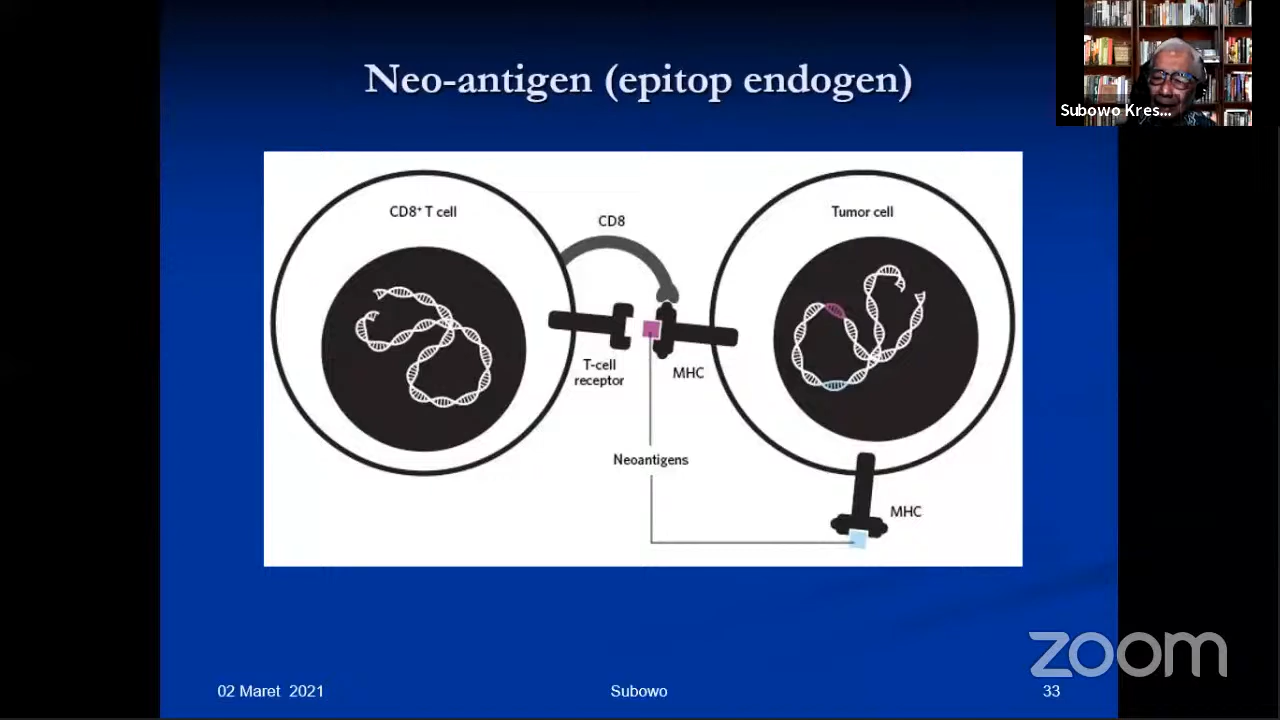 Neo-antigen (epitop endogen)
Subowo Kres...
CD8⁺ T cell
CD8
Tumor cell
T-cell
receptor
MHC
Neoantigens
MHC
zoom
02 Maret 2021
Subowo
33